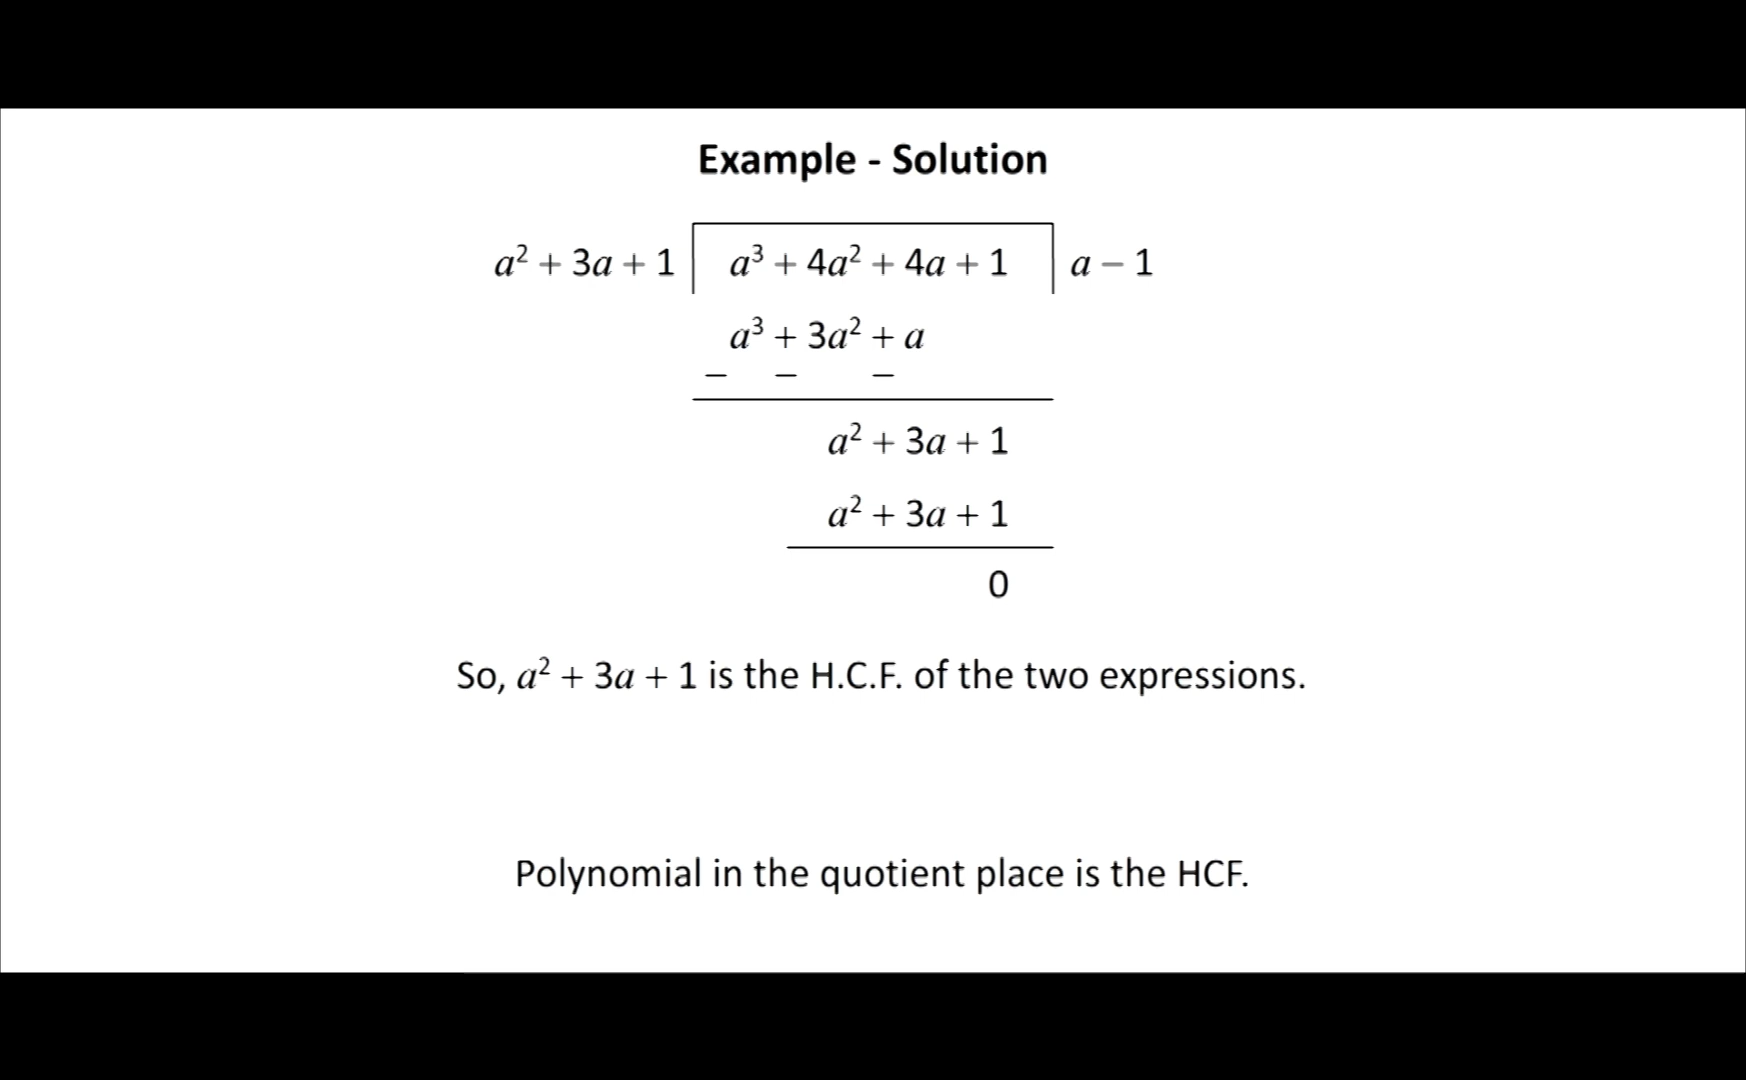 Example - Solution
a² + 3a + 1 a³ + 4a² + 4a + 1 a − 1
a³ + 3a² + a
− − −
a² + 3a + 1
a² + 3a + 1
0
So, a² + 3a + 1 is the H.C.F. of the two expressions.
Polynomial in the quotient place is the HCF.